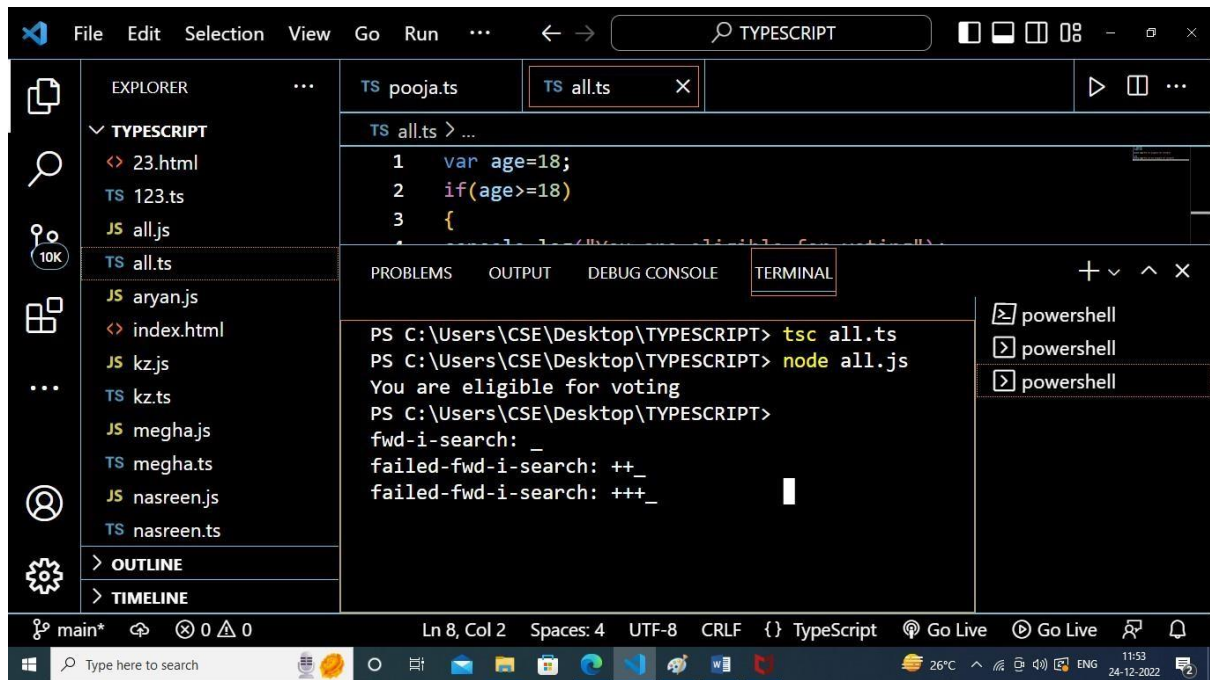 File Edit Selection View Go Run ··· TYPESCRIPT
EXPLORER ···
TS pooja.ts TS all.ts
TYPESCRIPT
TS all.ts > ...
<> 23.html
TS 123.ts
JS all.js
TS all.ts
JS aryan.js
<> index.html
JS kz.js
TS kz.ts
JS megha.js
TS megha.ts
JS nasreen.js
TS nasreen.ts
OUTLINE
TIMELINE
10K
1 var age=18;
2 if(age>=18)
3 {
console.log("You are eligible for voting");
PROBLEMS OUTPUT DEBUG CONSOLE TERMINAL
PS C:\Users\CSE\Desktop\TYPESCRIPT> tsc all.ts
PS C:\Users\CSE\Desktop\TYPESCRIPT> node all.js
You are eligible for voting
PS C:\Users\CSE\Desktop\TYPESCRIPT>
fwd-i-search: _
failed-fwd-i-search: ++_
failed-fwd-i-search: +++_
powershell
powershell
powershell
main* 0 0 Ln 8, Col 2 Spaces: 4 UTF-8 CRLF {} TypeScript Go Live Go Live
Type here to search 26°C ENG 11:53
24-12-2022